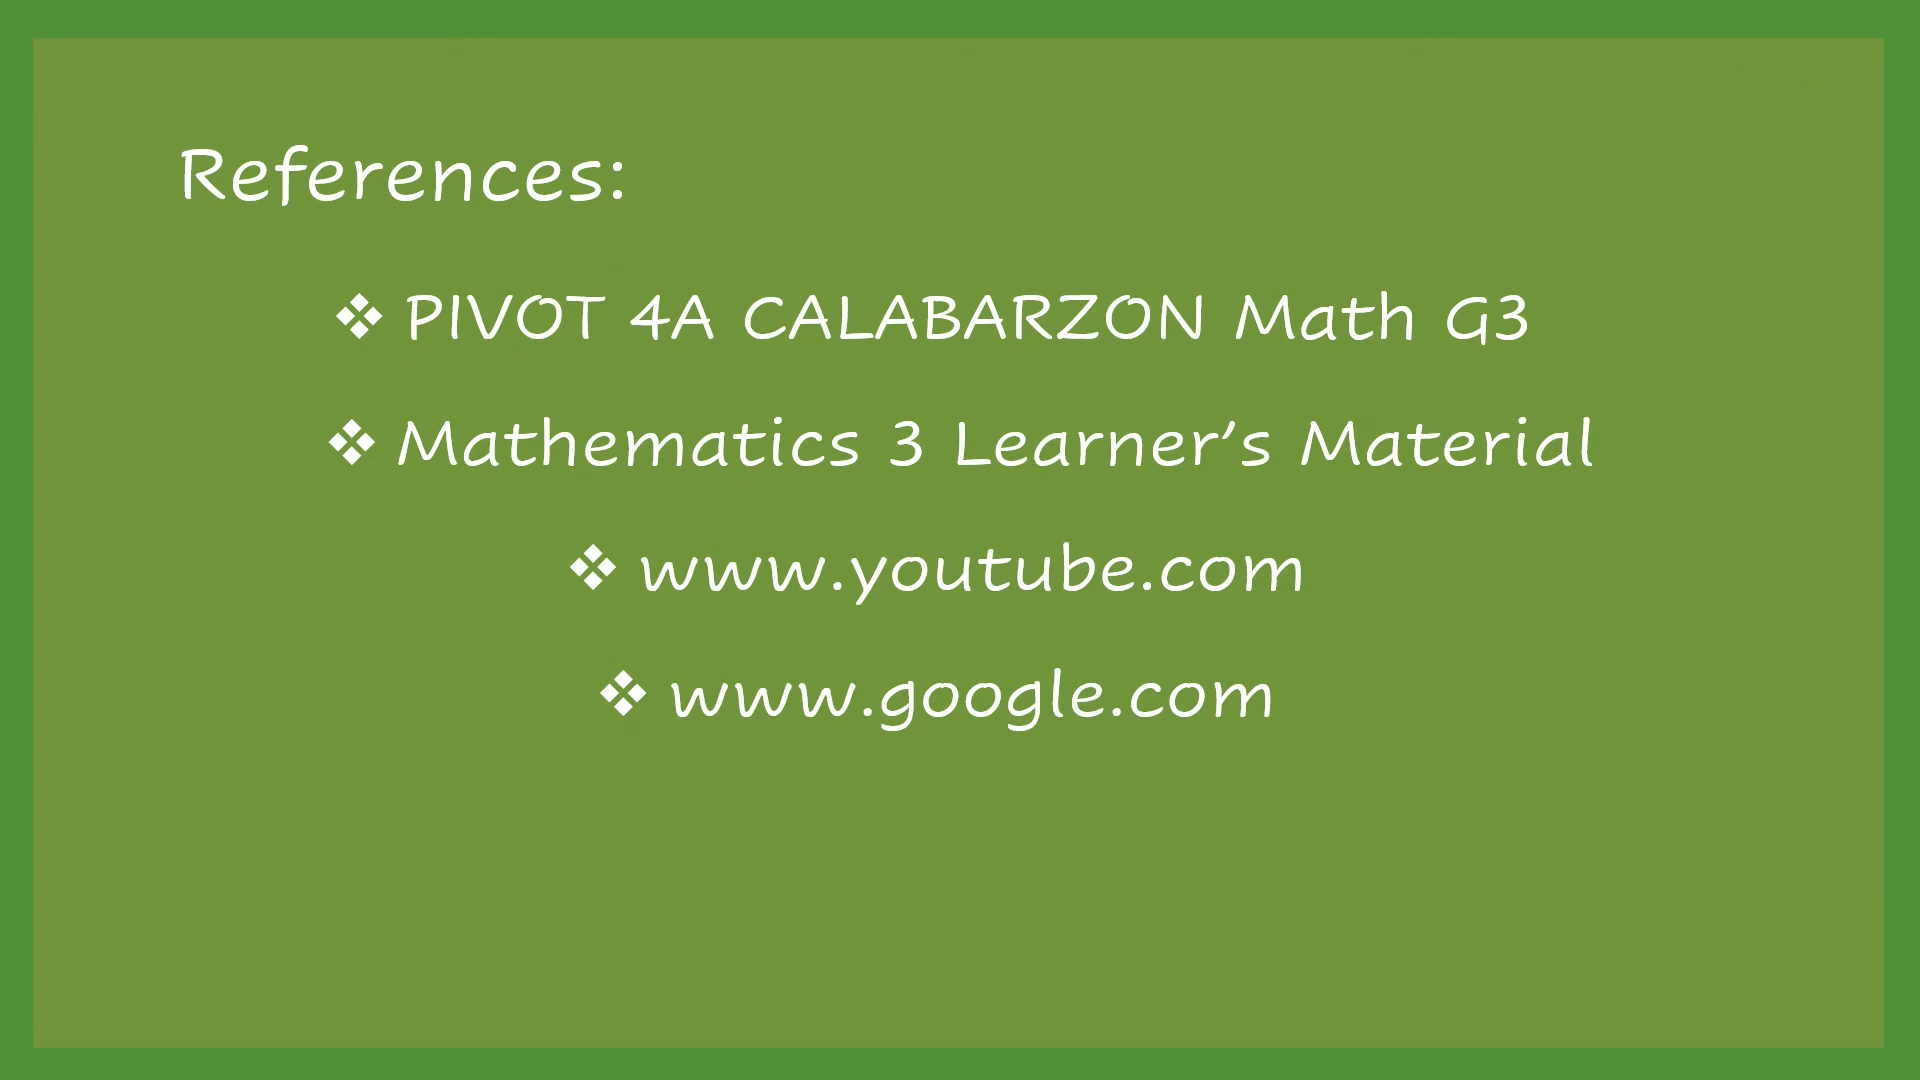 References:
❖ PIVOT 4A CALABARZON Math G3
❖ Mathematics 3 Learner’s Material
❖ www.youtube.com
❖ www.google.com